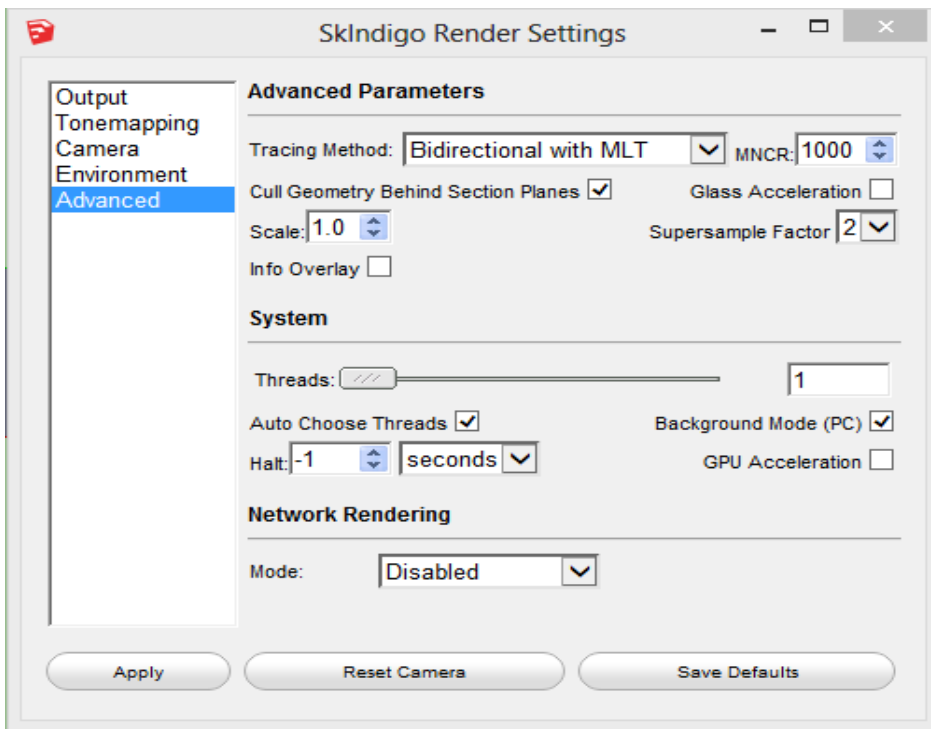 SkIndigo Render Settings
Output
Tonemapping
Camera
Environment
Advanced
Advanced Parameters
Tracing Method: Bidirectional with MLT MNCR: 1000
Cull Geometry Behind Section Planes Glass Acceleration
Scale: 1.0 Supersample Factor 2
Info Overlay
System
Threads: 1
Auto Choose Threads Background Mode (PC)
Halt: -1 seconds GPU Acceleration
Network Rendering
Mode: Disabled
Apply Reset Camera Save Defaults